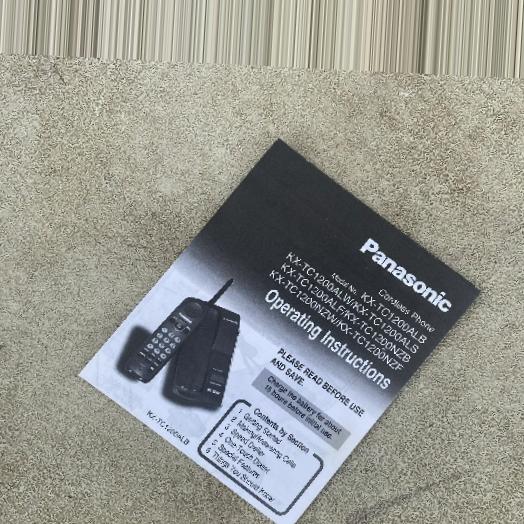 Panasonic
Cordless Phone
Model No. KX-TC1200ALB
KX-TC1200ALW/KX-TC1200ALS
KX-TC1200ALF/KX-TC1200NZB
KX-TC1200NZW/KX-TC1200NZF
Operating Instructions
PLEASE READ BEFORE USE
AND SAVE.
Charge the battery for about
15 hours before initial use.
Contents by Section
1 Getting Started
2 Making/Answering Calls
3 Speed Dialler
4 One-Touch Dialler
5 Special Features
6 Things You Should Know
KX-TC1200ALB